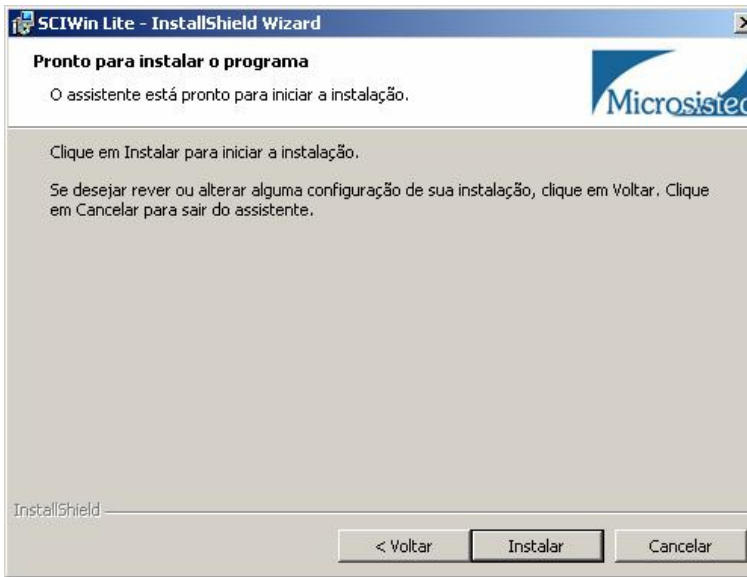 SCIWin Lite - InstallShield Wizard
Pronto para instalar o programa
O assistente está pronto para iniciar a instalação.
Microsistec
Clique em Instalar para iniciar a instalação.
Se desejar rever ou alterar alguma configuração de sua instalação, clique em Voltar. Clique
em Cancelar para sair do assistente.
InstallShield
< Voltar
Instalar
Cancelar